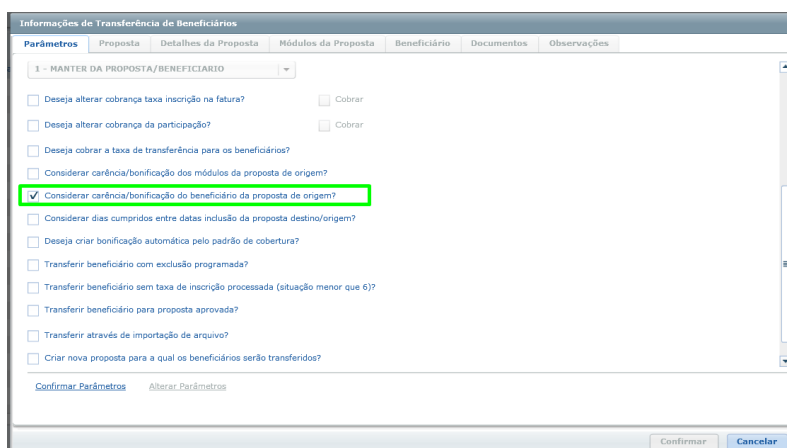 Informações de Transferência de Beneficiários
Parâmetros Proposta Detalhes da Proposta Módulos da Proposta Beneficiário Documentos Observações
1 - MANTER DA PROPOSTA/BENEFICIARIO
Deseja alterar cobrança taxa inscrição na fatura? Cobrar
Deseja alterar cobrança da participação? Cobrar
Deseja cobrar a taxa de transferência para os beneficiários?
Considerar carência/bonificação dos módulos da proposta de origem?
Considerar carência/bonificação do beneficiário da proposta de origem?
Considerar dias cumpridos entre datas inclusão da proposta destino/origem?
Deseja criar bonificação automática pelo padrão de cobertura?
Transferir beneficiário com exclusão programada?
Transferir beneficiário sem taxa de inscrição processada (situação menor que 6)?
Transferir beneficiário para proposta aprovada?
Transferir através de importação de arquivo?
Criar nova proposta para a qual os beneficiários serão transferidos?
Confirmar Parâmetros Alterar Parâmetros
Confirmar Cancelar